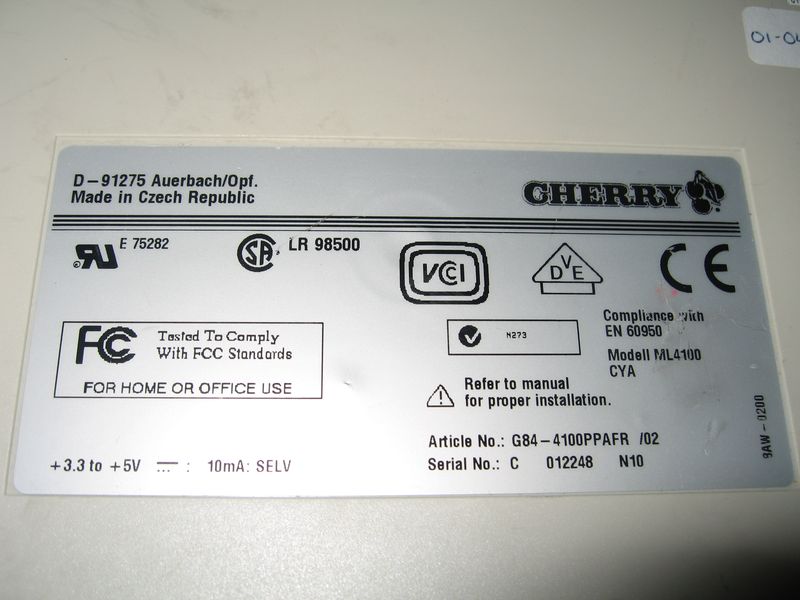 01-04
D-91275 Auerbach/Opf.
Made in Czech Republic
CHERRY
E 75282
SA
LR 98500
VCCI
DVE
CE
FC
Tested To Comply
With FCC Standards
FOR HOME OR OFFICE USE
N273
Compliance with
EN 60950
Modell ML4100
CYA
Refer to manual
for proper installation.
+3.3 to +5V : 10mA: SELV
Article No.: G84-4100PPAFR /02
Serial No.: C 012248 N10
9AW-0200